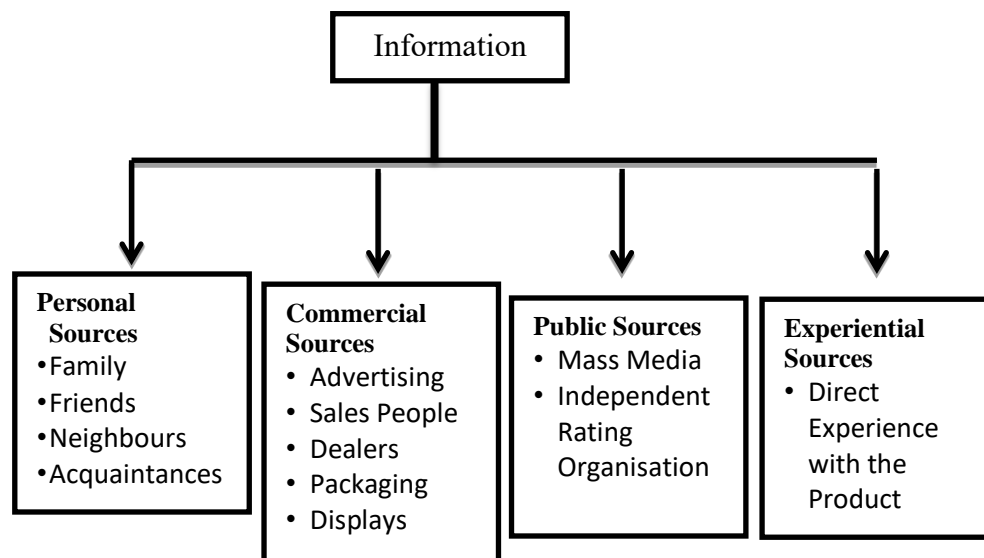 Information
Personal
Sources
•Family
•Friends
•Neighbours
•Acquaintances
Commercial
Sources
• Advertising
• Sales People
• Dealers
• Packaging
• Displays
Public Sources
• Mass Media
• Independent
Rating
Organisation
Experiential
Sources
• Direct
Experience
with the
Product